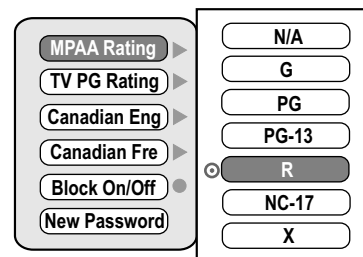 MPAA Rating
TV PG Rating
Canadian Eng
Canadian Fre
Block On/Off
New Password
N/A
G
PG
PG-13
R
NC-17
X